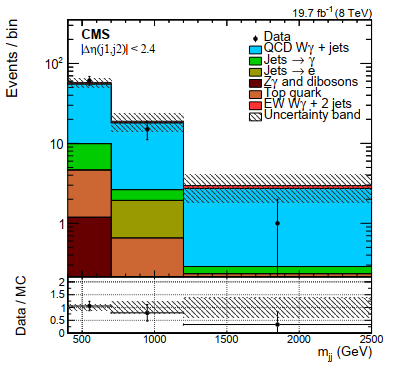 19.7 fb⁻¹ (8 TeV)
CMS
|Δη(j1,j2)| < 2.4
Data
QCD Wγ + jets
Jets → γ
Jets → e
Zγ and dibosons
Top quark
EW Wγ + 2 jets
Uncertainty band
Events / bin
10²
10
1
Data / MC
2
1.5
1
0.5
0
500 1000 1500 2000 2500
m_jj (GeV)